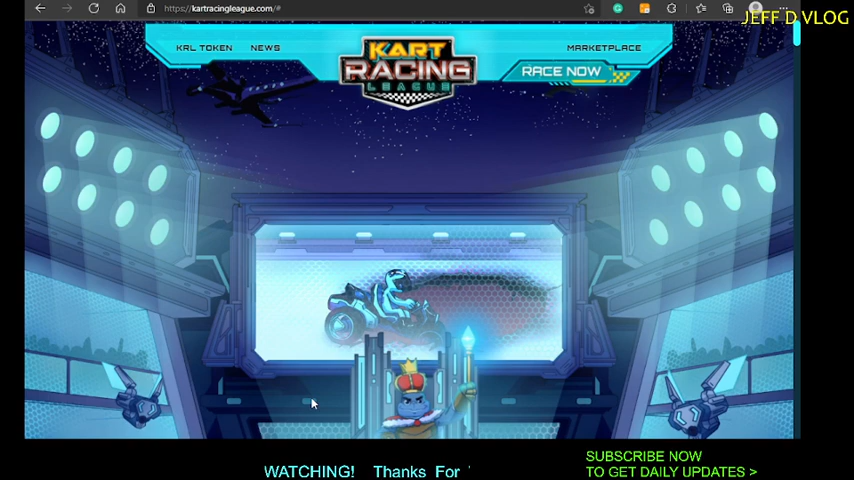 https://kartracingleague.com/#
JEFF D VLOG
KRL TOKEN
NEWS
KART
RACING
LEAGUE
MARKETPLACE
RACE NOW
WATCHING! Thanks For
SUBSCRIBE NOW
TO GET DAILY UPDATES >